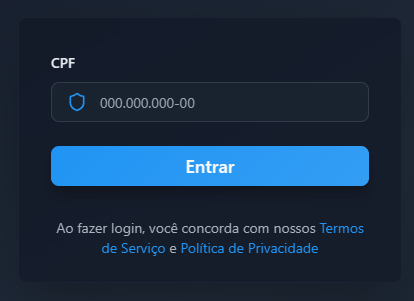 CPF
000.000.000-00
Entrar
Ao fazer login, você concorda com nossos Termos
de Serviço e Política de Privacidade